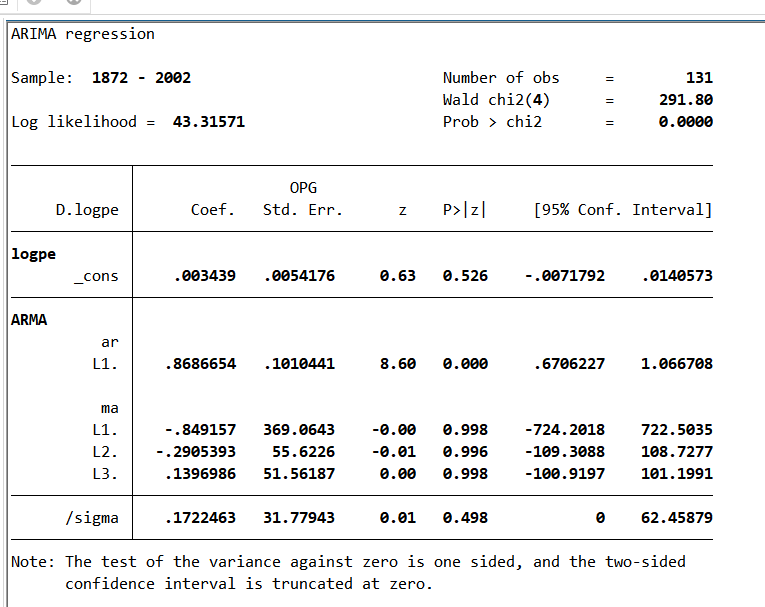 ARIMA regression
Sample: 1872 - 2002 Number of obs = 131
Wald chi2(4) = 291.80
Log likelihood = 43.31571 Prob > chi2 = 0.0000
OPG
D.logpe Coef. Std. Err. z P>|z| [95% Conf. Interval]
logpe
_cons .003439 .0054176 0.63 0.526 -.0071792 .0140573
ARMA
ar
L1. .8686654 .1010441 8.60 0.000 .6706227 1.066708
ma
L1. -.849157 369.0643 -0.00 0.998 -724.2018 722.5035
L2. -.2905393 55.6226 -0.01 0.996 -109.3088 108.7277
L3. .1396986 51.56187 0.00 0.998 -100.9197 101.1991
/sigma .1722463 31.77943 0.01 0.498 0 62.45879
Note: The test of the variance against zero is one sided, and the two-sided
confidence interval is truncated at zero.